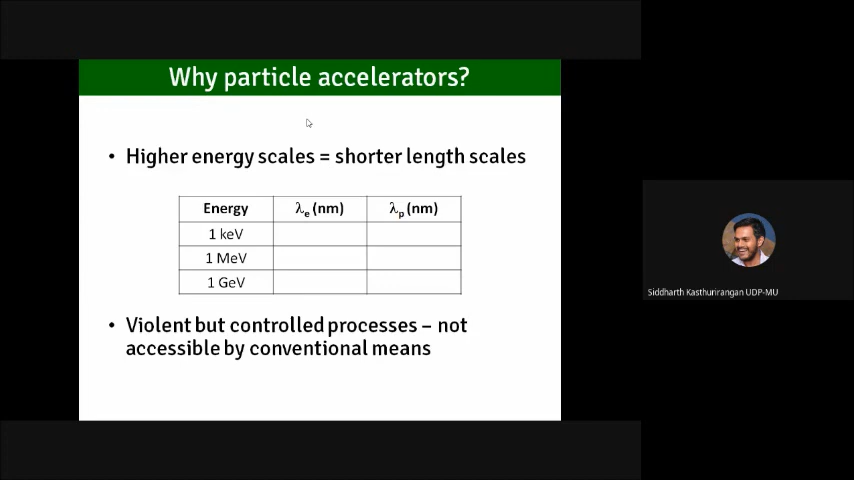 Why particle accelerators?
• Higher energy scales = shorter length scales
Energy λe (nm) λp (nm)
1 keV
1 MeV
1 GeV
• Violent but controlled processes – not
accessible by conventional means
Siddharth Kasthurirangan UDP-MU